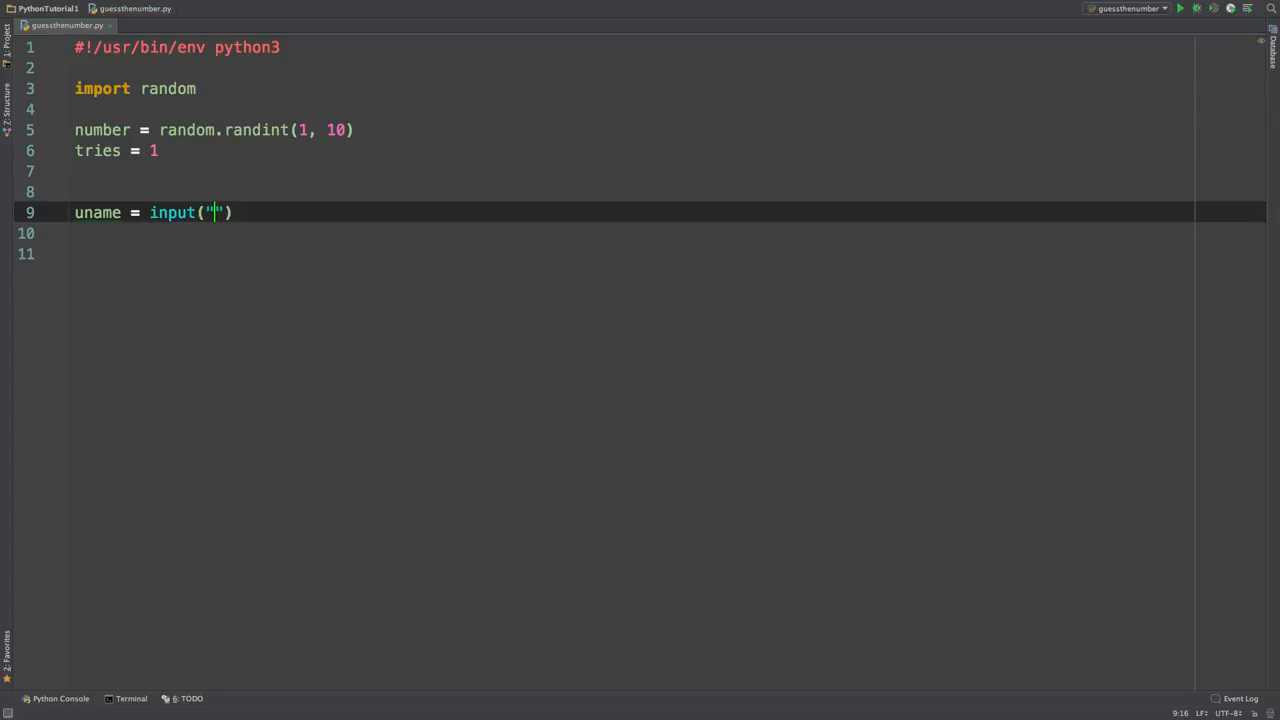 PythonTutorial1 guessthenumber.py guessthenumber
guessthenumber.py
1: Project
Z: Structure
2: Favorites
Database
1 #!/usr/bin/env python3
2
3 import random
4
5 number = random.randint(1, 10)
6 tries = 1
7
8
9 uname = input("")
10
11
Python Console Terminal 6: TODO Event Log
9:16 LF÷ UTF-8÷